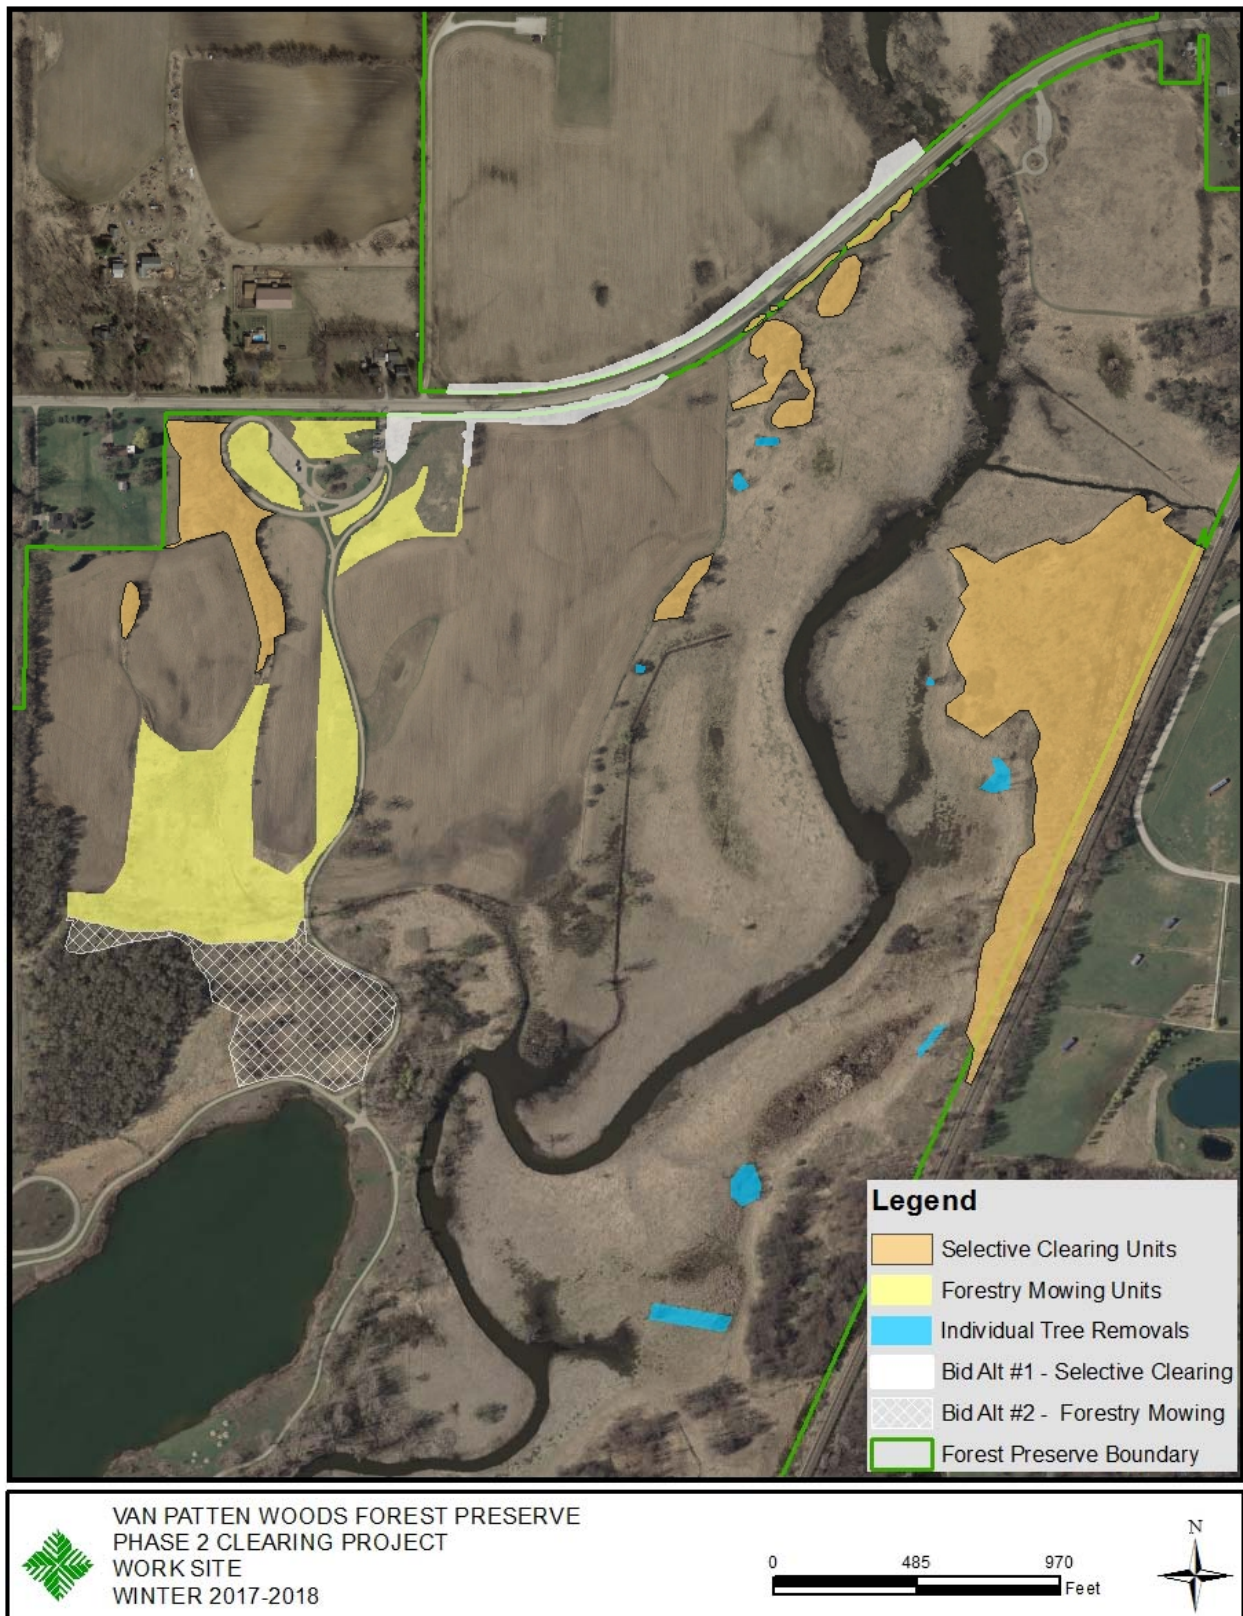 Legend
Selective Clearing Units
Forestry Mowing Units
Individual Tree Removals
Bid Alt #1 - Selective Clearing
Bid Alt #2 - Forestry Mowing
Forest Preserve Boundary
VAN PATTEN WOODS FOREST PRESERVE
PHASE 2 CLEARING PROJECT
WORK SITE
WINTER 2017-2018
0 485 970
Feet
N